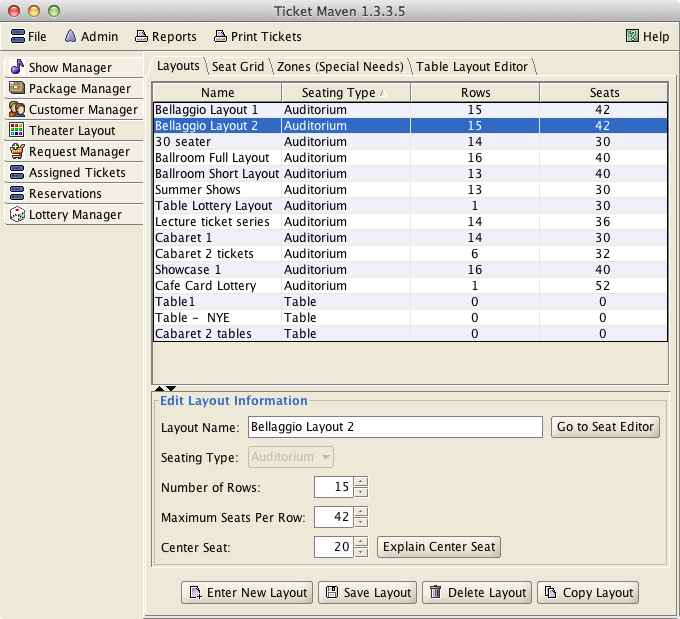 Ticket Maven 1.3.3.5
File Admin Reports Print Tickets Help
Show Manager
Package Manager
Customer Manager
Theater Layout
Request Manager
Assigned Tickets
Reservations
Lottery Manager
Layouts Seat Grid Zones (Special Needs) Table Layout Editor
Name Seating Type Rows Seats
Bellaggio Layout 1 Auditorium 15 42
Bellaggio Layout 2 Auditorium 15 42
30 seater Auditorium 14 30
Ballroom Full Layout Auditorium 16 40
Ballroom Short Layout Auditorium 13 40
Summer Shows Auditorium 13 30
Table Lottery Layout Auditorium 1 30
Lecture ticket series Auditorium 14 36
Cabaret 1 Auditorium 14 30
Cabaret 2 tickets Auditorium 6 32
Showcase 1 Auditorium 16 40
Cafe Card Lottery Auditorium 1 52
Table1 Table 0 0
Table - NYE Table 0 0
Cabaret 2 tables Table 0 0
Edit Layout Information
Layout Name: Bellaggio Layout 2 Go to Seat Editor
Seating Type: Auditorium
Number of Rows: 15
Maximum Seats Per Row: 42
Center Seat: 20 Explain Center Seat
Enter New Layout Save Layout Delete Layout Copy Layout